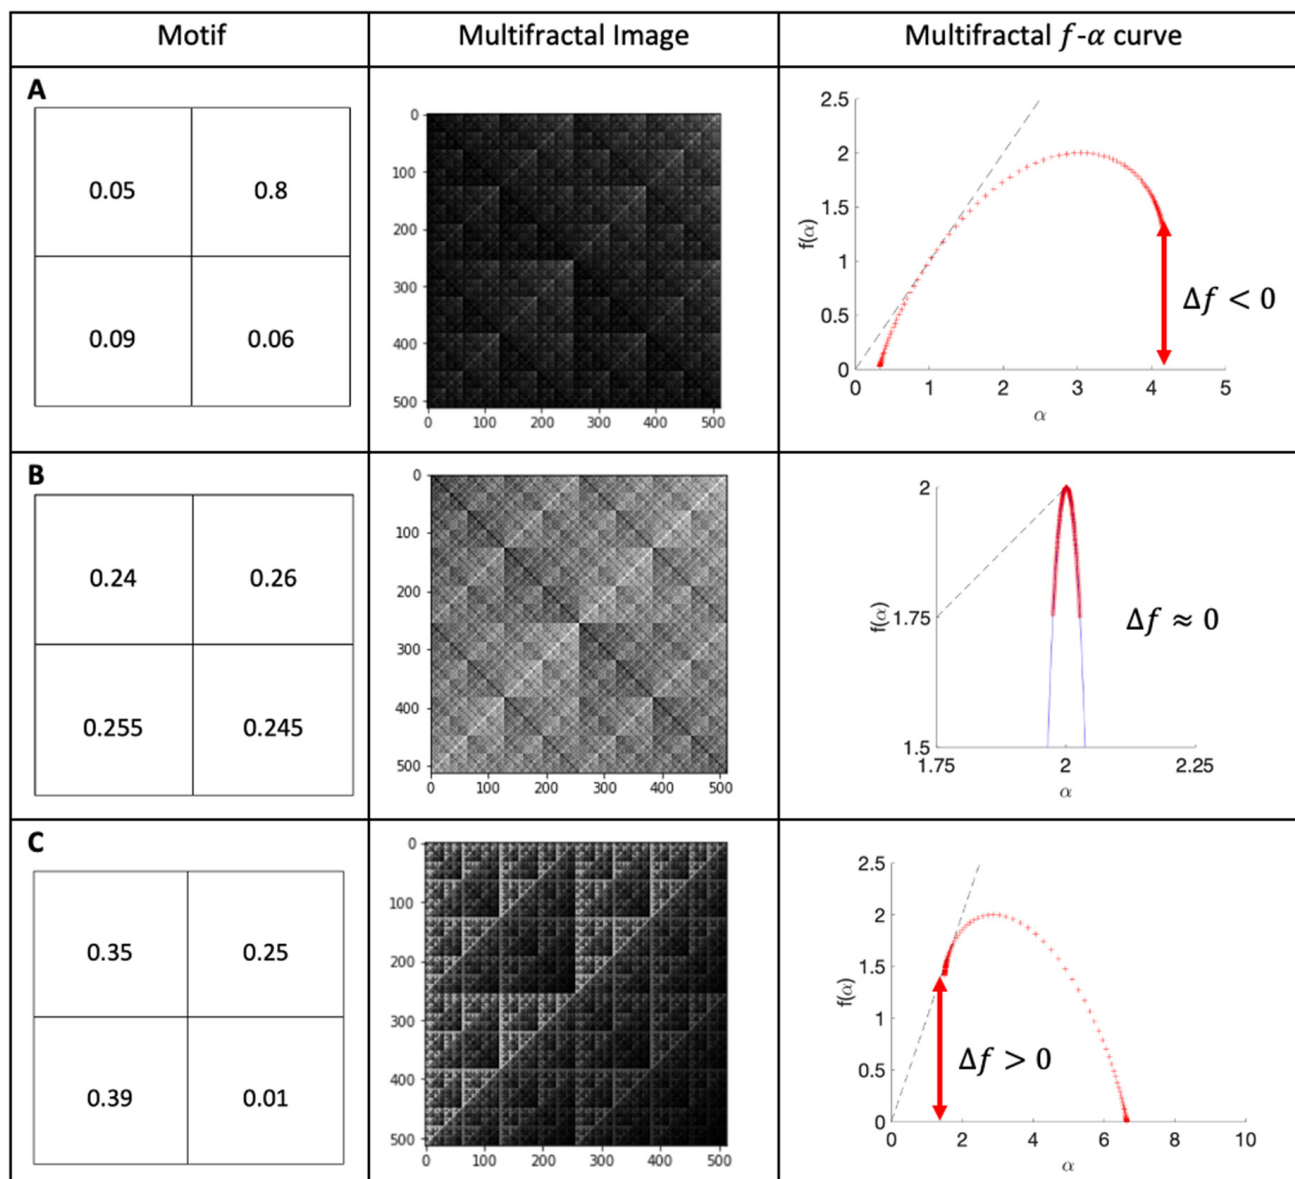 Motif Multifractal Image Multifractal f-α curve
A
0.05 0.8
0.09 0.06
0
100
200
300
400
500
0 100 200 300 400 500
2.5
2
1.5
1
0.5
0
f(α)
0 1 2 3 4 5
α
Δf < 0
B
0.24 0.26
0.255 0.245
0
100
200
300
400
500
0 100 200 300 400 500
2
1.75
1.5
f(α)
1.75 2 2.25
α
Δf ≈ 0
C
0.35 0.25
0.39 0.01
0
100
200
300
400
500
0 100 200 300 400 500
2.5
2
1.5
1
0.5
0
f(α)
0 2 4 6 8 10
α
Δf > 0